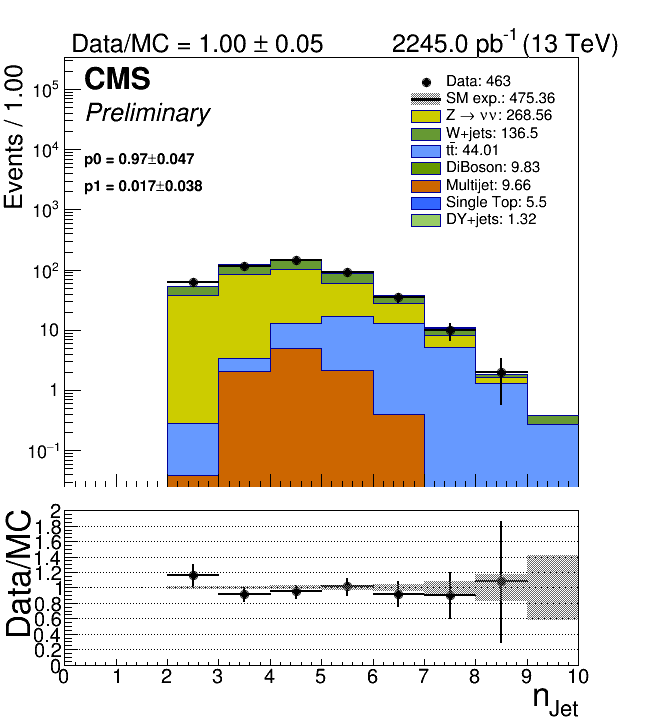 Data/MC = 1.00 ± 0.05 2245.0 pb⁻¹ (13 TeV)
CMS
Preliminary
p0 = 0.97±0.047
p1 = 0.017±0.038
Data: 463
SM exp.: 475.36
Z → νν: 268.56
W+jets: 136.5
tt̄: 44.01
DiBoson: 9.83
Multijet: 9.66
Single Top: 5.5
DY+jets: 1.32
Events / 1.00
10⁵
10⁴
10³
10²
10
1
10⁻¹
Data/MC
2
1.8
1.6
1.4
1.2
1
0.8
0.6
0.4
0.2
0
0 1 2 3 4 5 6 7 8 9 10
n_Jet